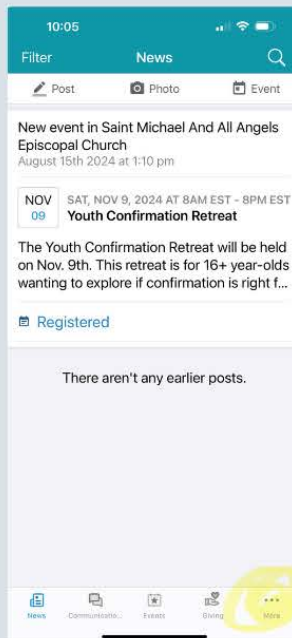 10:05
Filter News
Post Photo Event
New event in Saint Michael And All Angels
Episcopal Church
August 15th 2024 at 1:10 pm
NOV
09
SAT, NOV 9, 2024 AT 8AM EST - 8PM EST
Youth Confirmation Retreat
The Youth Confirmation Retreat will be held
on Nov. 9th. This retreat is for 16+ year-olds
wanting to explore if confirmation is right f...
Registered
There aren't any earlier posts.
News Communicatio... Events Giving More